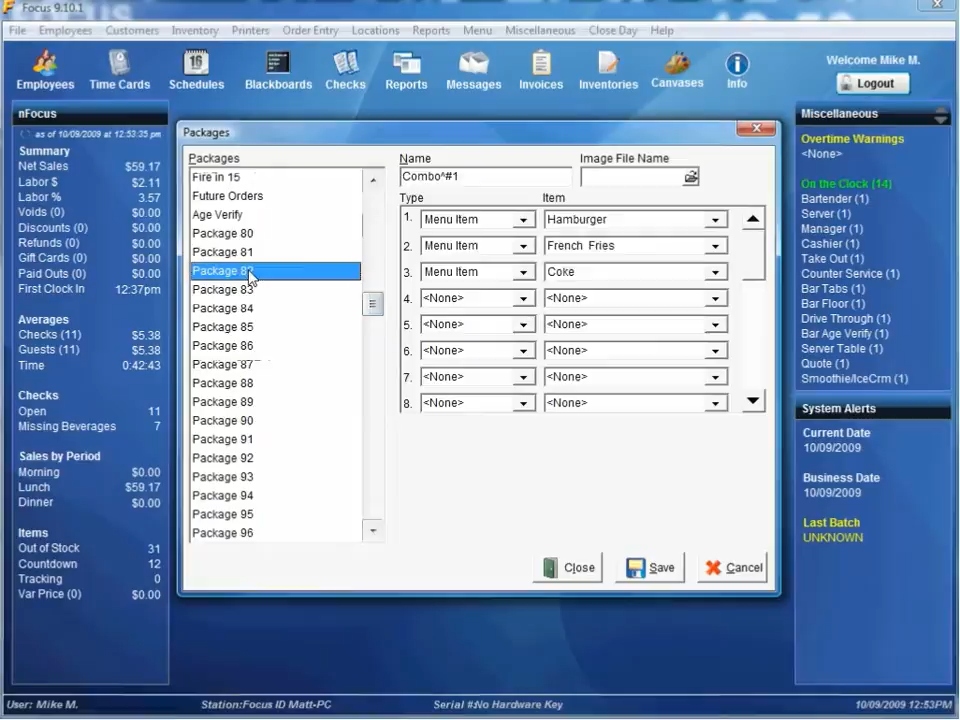 Focus 9.10.1
File Employees Customers Inventory Printers Order Entry Locations Reports Menu Miscellaneous Close Day Help
Employees Time Cards Schedules Blackboards Checks Reports Messages Invoices Inventories Canvases Info
16
Welcome Mike M.
Logout
nFocus
as of 10/09/2009 at 12:53:35 pm
Summary
Net Sales $59.17
Labor $ $2.11
Labor % 3.57
Voids (0) $0.00
Discounts (0) $0.00
Refunds (0) $0.00
Gift Cards (0) $0.00
Paid Outs (0) $0.00
First Clock In 12:37pm
Averages
Checks (11) $5.38
Guests (11) $5.38
Time 0:42:43
Checks
Open 11
Missing Beverages 7
Sales by Period
Morning $0.00
Lunch $59.17
Dinner $0.00
Items
Out of Stock 31
Countdown 12
Tracking 0
Var Price (0) $0.00
Packages
Packages
Fire in 15
Future Orders
Age Verify
Package 80
Package 81
Package 82
Package 83
Package 84
Package 85
Package 86
Package 87
Package 88
Package 89
Package 90
Package 91
Package 92
Package 93
Package 94
Package 95
Package 96
Name Image File Name
Combo^#1
Type Item
1. Menu Item Hamburger
2. Menu Item French Fries
3. Menu Item Coke
4. <None> <None>
5. <None> <None>
6. <None> <None>
7. <None> <None>
8. <None> <None>
Close Save Cancel
Miscellaneous
Overtime Warnings
<None>
On the Clock (14)
Bartender (1)
Server (1)
Manager (1)
Cashier (1)
Take Out (1)
Counter Service (1)
Bar Tabs (1)
Bar Floor (1)
Drive Through (1)
Bar Age Verify (1)
Server Table (1)
Quote (1)
Smoothie/IceCrm (1)
System Alerts
Current Date
10/09/2009
Business Date
10/09/2009
Last Batch
UNKNOWN
User: Mike M. Station:Focus ID Matt-PC Serial #:No Hardware Key 10/09/2009 12:53PM